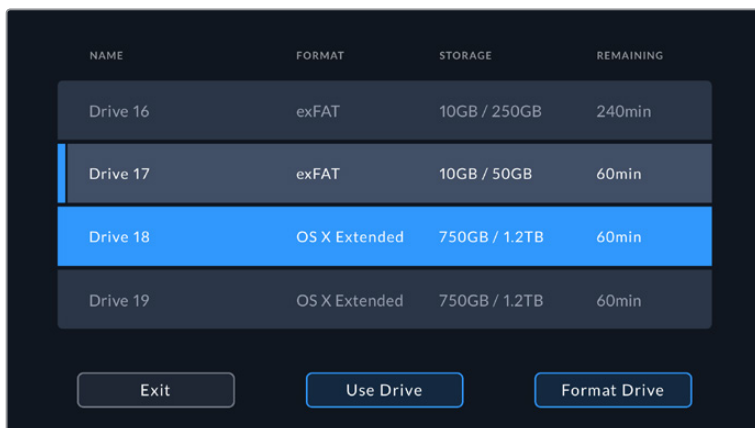 NAME FORMAT STORAGE REMAINING
Drive 16 exFAT 10GB / 250GB 240min
Drive 17 exFAT 10GB / 50GB 60min
Drive 18 OS X Extended 750GB / 1.2TB 60min
Drive 19 OS X Extended 750GB / 1.2TB 60min
Exit Use Drive Format Drive